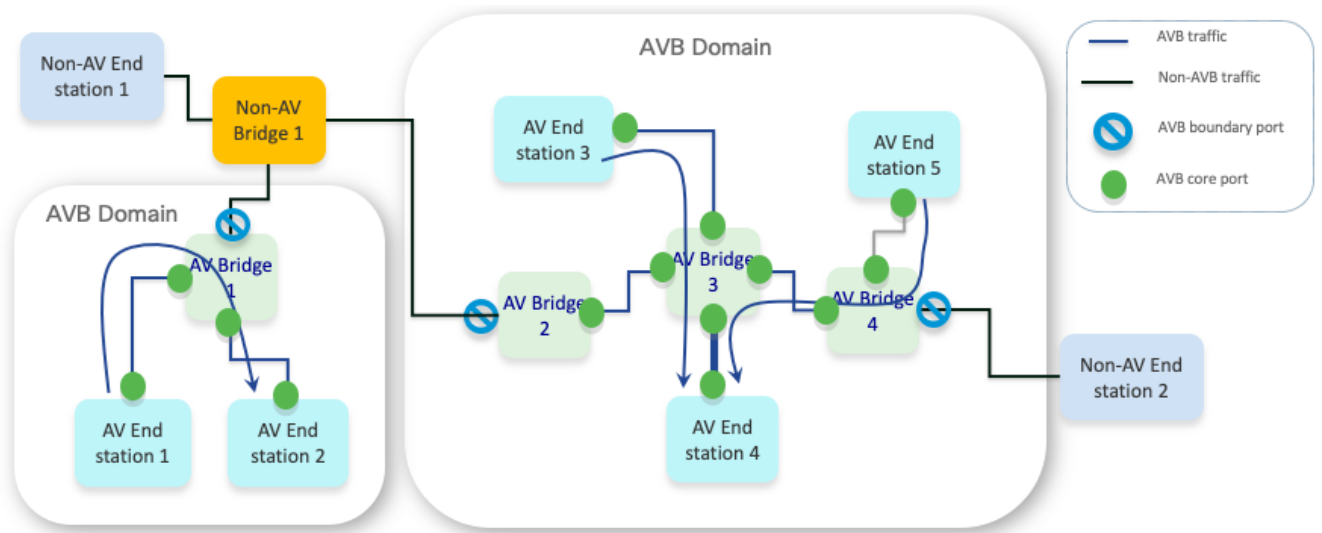 Non-AV End
station 1
Non-AV
Bridge 1
AVB Domain
AV Bridge
1
AV End
station 1
AV End
station 2
AVB Domain
AV End
station 3
AV End
station 5
AV Bridge
2
AV Bridge
3
AV Bridge
4
AV End
station 4
Non-AV End
station 2
AVB traffic
Non-AVB traffic
AVB boundary port
AVB core port